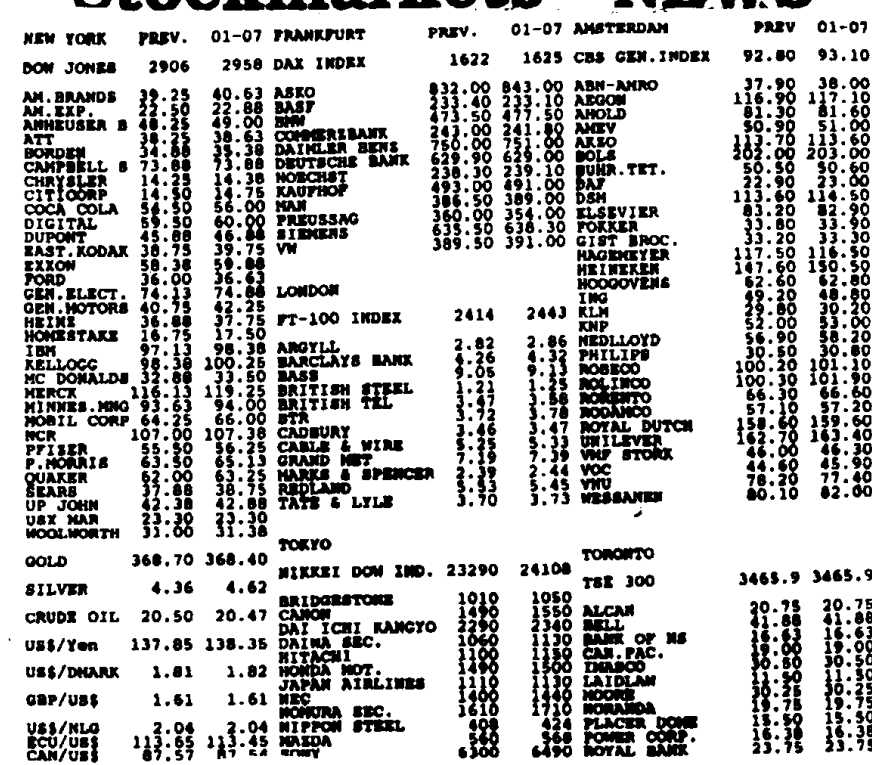 Stockmarkets NEWS
NEW YORK PREV. 01-07
DOW JONES 2906 2958
AM.BRANDS 39.25 40.63
AM.EXP. 22.50 22.88
ANHEUSER B 48.25 49.00
ATT 38.25 38.63
BORDEN 34.88 35.38
CAMPBELL S 73.88 73.88
CHRYSLER 14.25 14.38
CITICORP 14.50 14.75
COCA COLA 54.50 56.00
DIGITAL 59.50 60.00
DUPONT 45.88 46.88
EAST.KODAK 38.75 39.75
EXXON 58.38 59.88
FORD 36.00 36.63
GEN.ELECT. 74.13 74.88
GEN.MOTORS 40.75 42.25
HEINZ 36.88 37.75
HOMESTAKE 16.75 17.50
IBM 97.13 98.38
KELLOGG 98.38 100.25
MC DONALDS 32.88 33.50
MERCK 116.13 119.25
MINNES.MNG 93.63 94.00
MOBIL CORP 64.25 66.00
NCR 107.00 107.38
PFIZER 55.50 56.25
P.MORRIS 63.50 65.13
QUAKER 62.00 63.25
SEARS 37.88 38.75
UP JOHN 42.38 42.88
USX MAR 23.30 23.30
WOOLWORTH 31.00 31.38
GOLD 368.70 368.40
SILVER 4.36 4.62
CRUDE OIL 20.50 20.47
US$/Yen 137.85 138.35
US$/DMARK 1.81 1.82
GBP/US$ 1.61 1.61
US$/NLG 2.04 2.04
ECU/US$ 113.65 113.45
CAN/US$ 87.57
FRANKFURT PREV. 01-07
DAX INDEX 1622 1625
ASKO 832.00 843.00
BASF 233.40 233.10
BMW 473.50 477.50
COMMERZBANK 241.00 241.80
DAIMLER BENZ 750.00 751.00
DEUTSCHE BANK 629.90 629.00
HOECHST 238.30 239.10
KAUFHOF 493.00 491.00
MAN 386.50 389.00
PREUSSAG 360.00 354.00
SIEMENS 635.50 638.30
VW 389.50 391.00
LONDON
FT-100 INDEX 2414 2443
ARGYLL 2.82 2.86
BARCLAYS BANK 4.26 4.32
BASS 9.05 9.13
BRITISH STEEL 1.21 1.25
BRITISH TEL 3.47 3.58
BTR 3.72 3.78
CADBURY 3.46 3.47
CABLE & WIRE 5.25 5.33
GRAND MET 7.19 7.39
MARKS & SPENCER 2.39 2.44
REDLAND 5.53 5.45
TATE & LYLE 3.70 3.73
TOKYO
NIKKEI DOW IND. 23290 24108
BRIDGESTONE 1010 1050
CANON 1490 1550
DAI ICHI KANGYO 2290 2340
DAIWA SEC. 1060 1130
HITACHI 1100 1150
HONDA MOT. 1490 1500
JAPAN AIRLINES 1110 1130
NEC 1400 1440
NOMURA SEC. 1610 1710
NIPPON STEEL 408 424
MAZDA 560 568
SONY 6300 6490
AMSTERDAM PREV 01-07
CBS GEN.INDEX 92.80 93.10
ABN-AMRO 37.90 38.00
AEGON 116.90 117.10
AHOLD 81.30 81.60
AMEV 50.90 51.00
AKZO 113.70 113.60
BOLS 202.00 203.00
BUHR.TET. 50.50 50.60
DAF 22.90 23.00
DSM 113.60 114.50
ELSEVIER 83.20 82.90
FOKKER 33.80 33.90
GIST BROC. 33.20 33.30
HAGEMEYER 117.50 116.50
HEINEKEN 147.60 150.50
HOOGOVENS 62.60 62.80
ING 49.20 48.80
KLM 29.80 30.20
KNP 52.00 53.00
NEDLLOYD 56.90 58.20
PHILIPS 30.50 30.80
ROBECO 100.20 101.10
ROLINCO 100.30 101.90
RORENTO 66.30 66.60
RODAMCO 57.10 57.20
ROYAL DUTCH 158.60 159.60
UNILEVER 162.70 163.40
VMF STORK 46.00 46.30
VOC 44.60 45.90
VNU 78.20 77.40
WESSANEN 80.10 82.00
TORONTO
TSE 300 3465.9 3465.9
ALCAN 20.75 20.75
BELL 41.88 41.88
BANK OF NS 16.63 16.63
CAN.PAC. 19.00 19.00
IMASCO 30.50 30.50
LAIDLAW 11.50 11.50
MOORE 30.25 30.25
NORANDA 19.75 19.75
PLACER DOME 15.50 15.50
POWER CORP. 16.38 16.38
ROYAL BANK 23.75 23.75